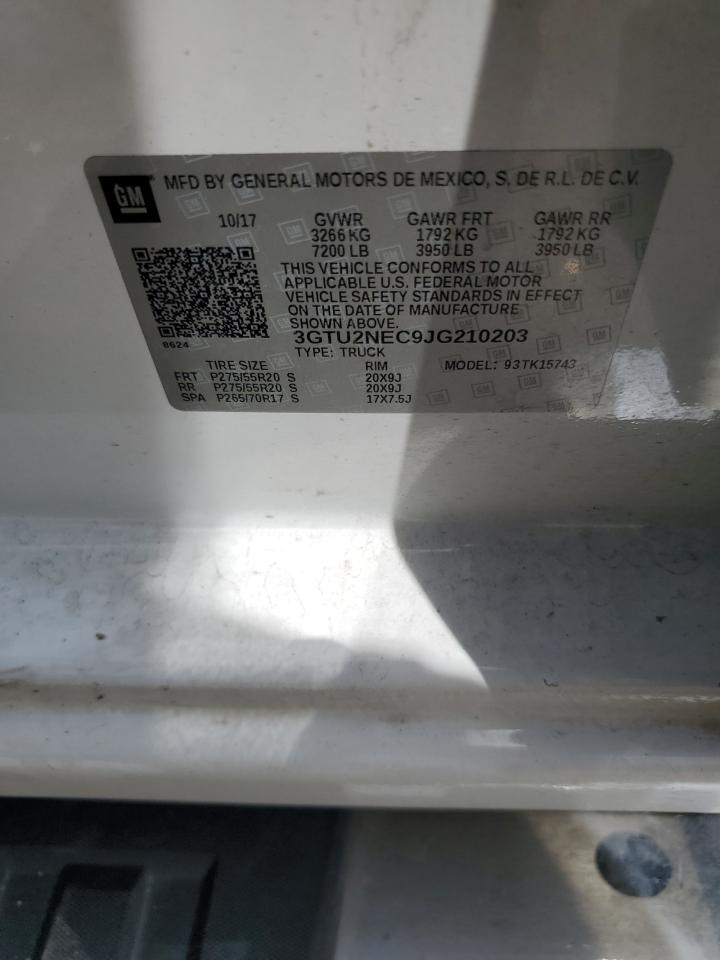 GM MFD BY GENERAL MOTORS DE MEXICO, S. DE R.L. DE C.V.
10/17 GVWR GAWR FRT GAWR RR
3266 KG 1792 KG 1792 KG
7200 LB 3950 LB 3950 LB
THIS VEHICLE CONFORMS TO ALL
APPLICABLE U.S. FEDERAL MOTOR
VEHICLE SAFETY STANDARDS IN EFFECT
ON THE DATE OF MANUFACTURE
SHOWN ABOVE.
8624
3GTU2NEC9JG210203
TYPE: TRUCK
TIRE SIZE RIM MODEL: 93TK15743
FRT P275/55R20 S 20X9J
RR P275/55R20 S 20X9J
SPA P265/70R17 S 17X7.5J